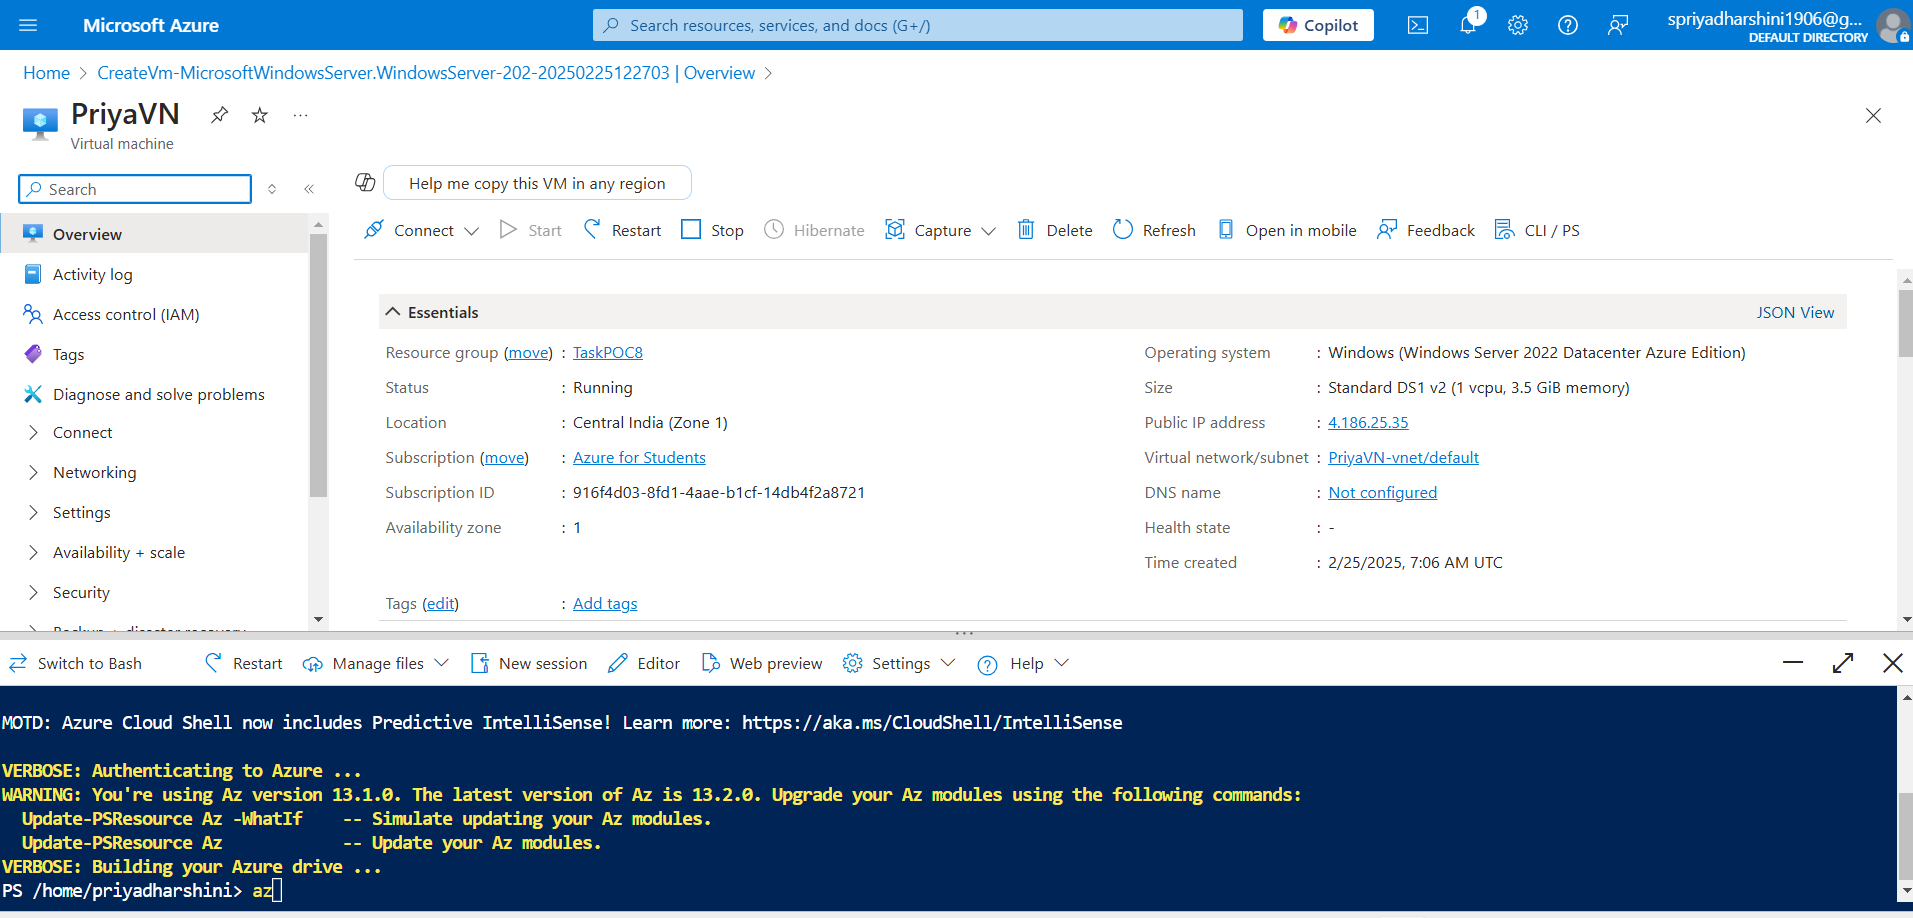 Microsoft Azure
Search resources, services, and docs (G+/)
Copilot
1
spriyadharshini1906@g...
DEFAULT DIRECTORY
Home > CreateVm-MicrosoftWindowsServer.WindowsServer-202-20250225122703 | Overview >
PriyaVN
Virtual machine
Search
Help me copy this VM in any region
Connect
Start
Restart
Stop
Hibernate
Capture
Delete
Refresh
Open in mobile
Feedback
CLI / PS
Overview
Activity log
Access control (IAM)
Tags
Diagnose and solve problems
Connect
Networking
Settings
Availability + scale
Security
Backup + disaster recovery
Essentials
JSON View
Resource group (move) : TaskPOC8
Status : Running
Location : Central India (Zone 1)
Subscription (move) : Azure for Students
Subscription ID : 916f4d03-8fd1-4aae-b1cf-14db4f2a8721
Availability zone : 1
Operating system : Windows (Windows Server 2022 Datacenter Azure Edition)
Size : Standard DS1 v2 (1 vcpu, 3.5 GiB memory)
Public IP address : 4.186.25.35
Virtual network/subnet : PriyaVN-vnet/default
DNS name : Not configured
Health state : -
Time created : 2/25/2025, 7:06 AM UTC
Tags (edit) : Add tags
Switch to Bash
Restart
Manage files
New session
Editor
Web preview
Settings
Help
MOTD: Azure Cloud Shell now includes Predictive IntelliSense! Learn more: https://aka.ms/CloudShell/IntelliSense
VERBOSE: Authenticating to Azure ...
WARNING: You're using Az version 13.1.0. The latest version of Az is 13.2.0. Upgrade your Az modules using the following commands:
Update-PSResource Az -WhatIf    -- Simulate updating your Az modules.
Update-PSResource Az            -- Update your Az modules.
VERBOSE: Building your Azure drive ...
PS /home/priyadharshini> az